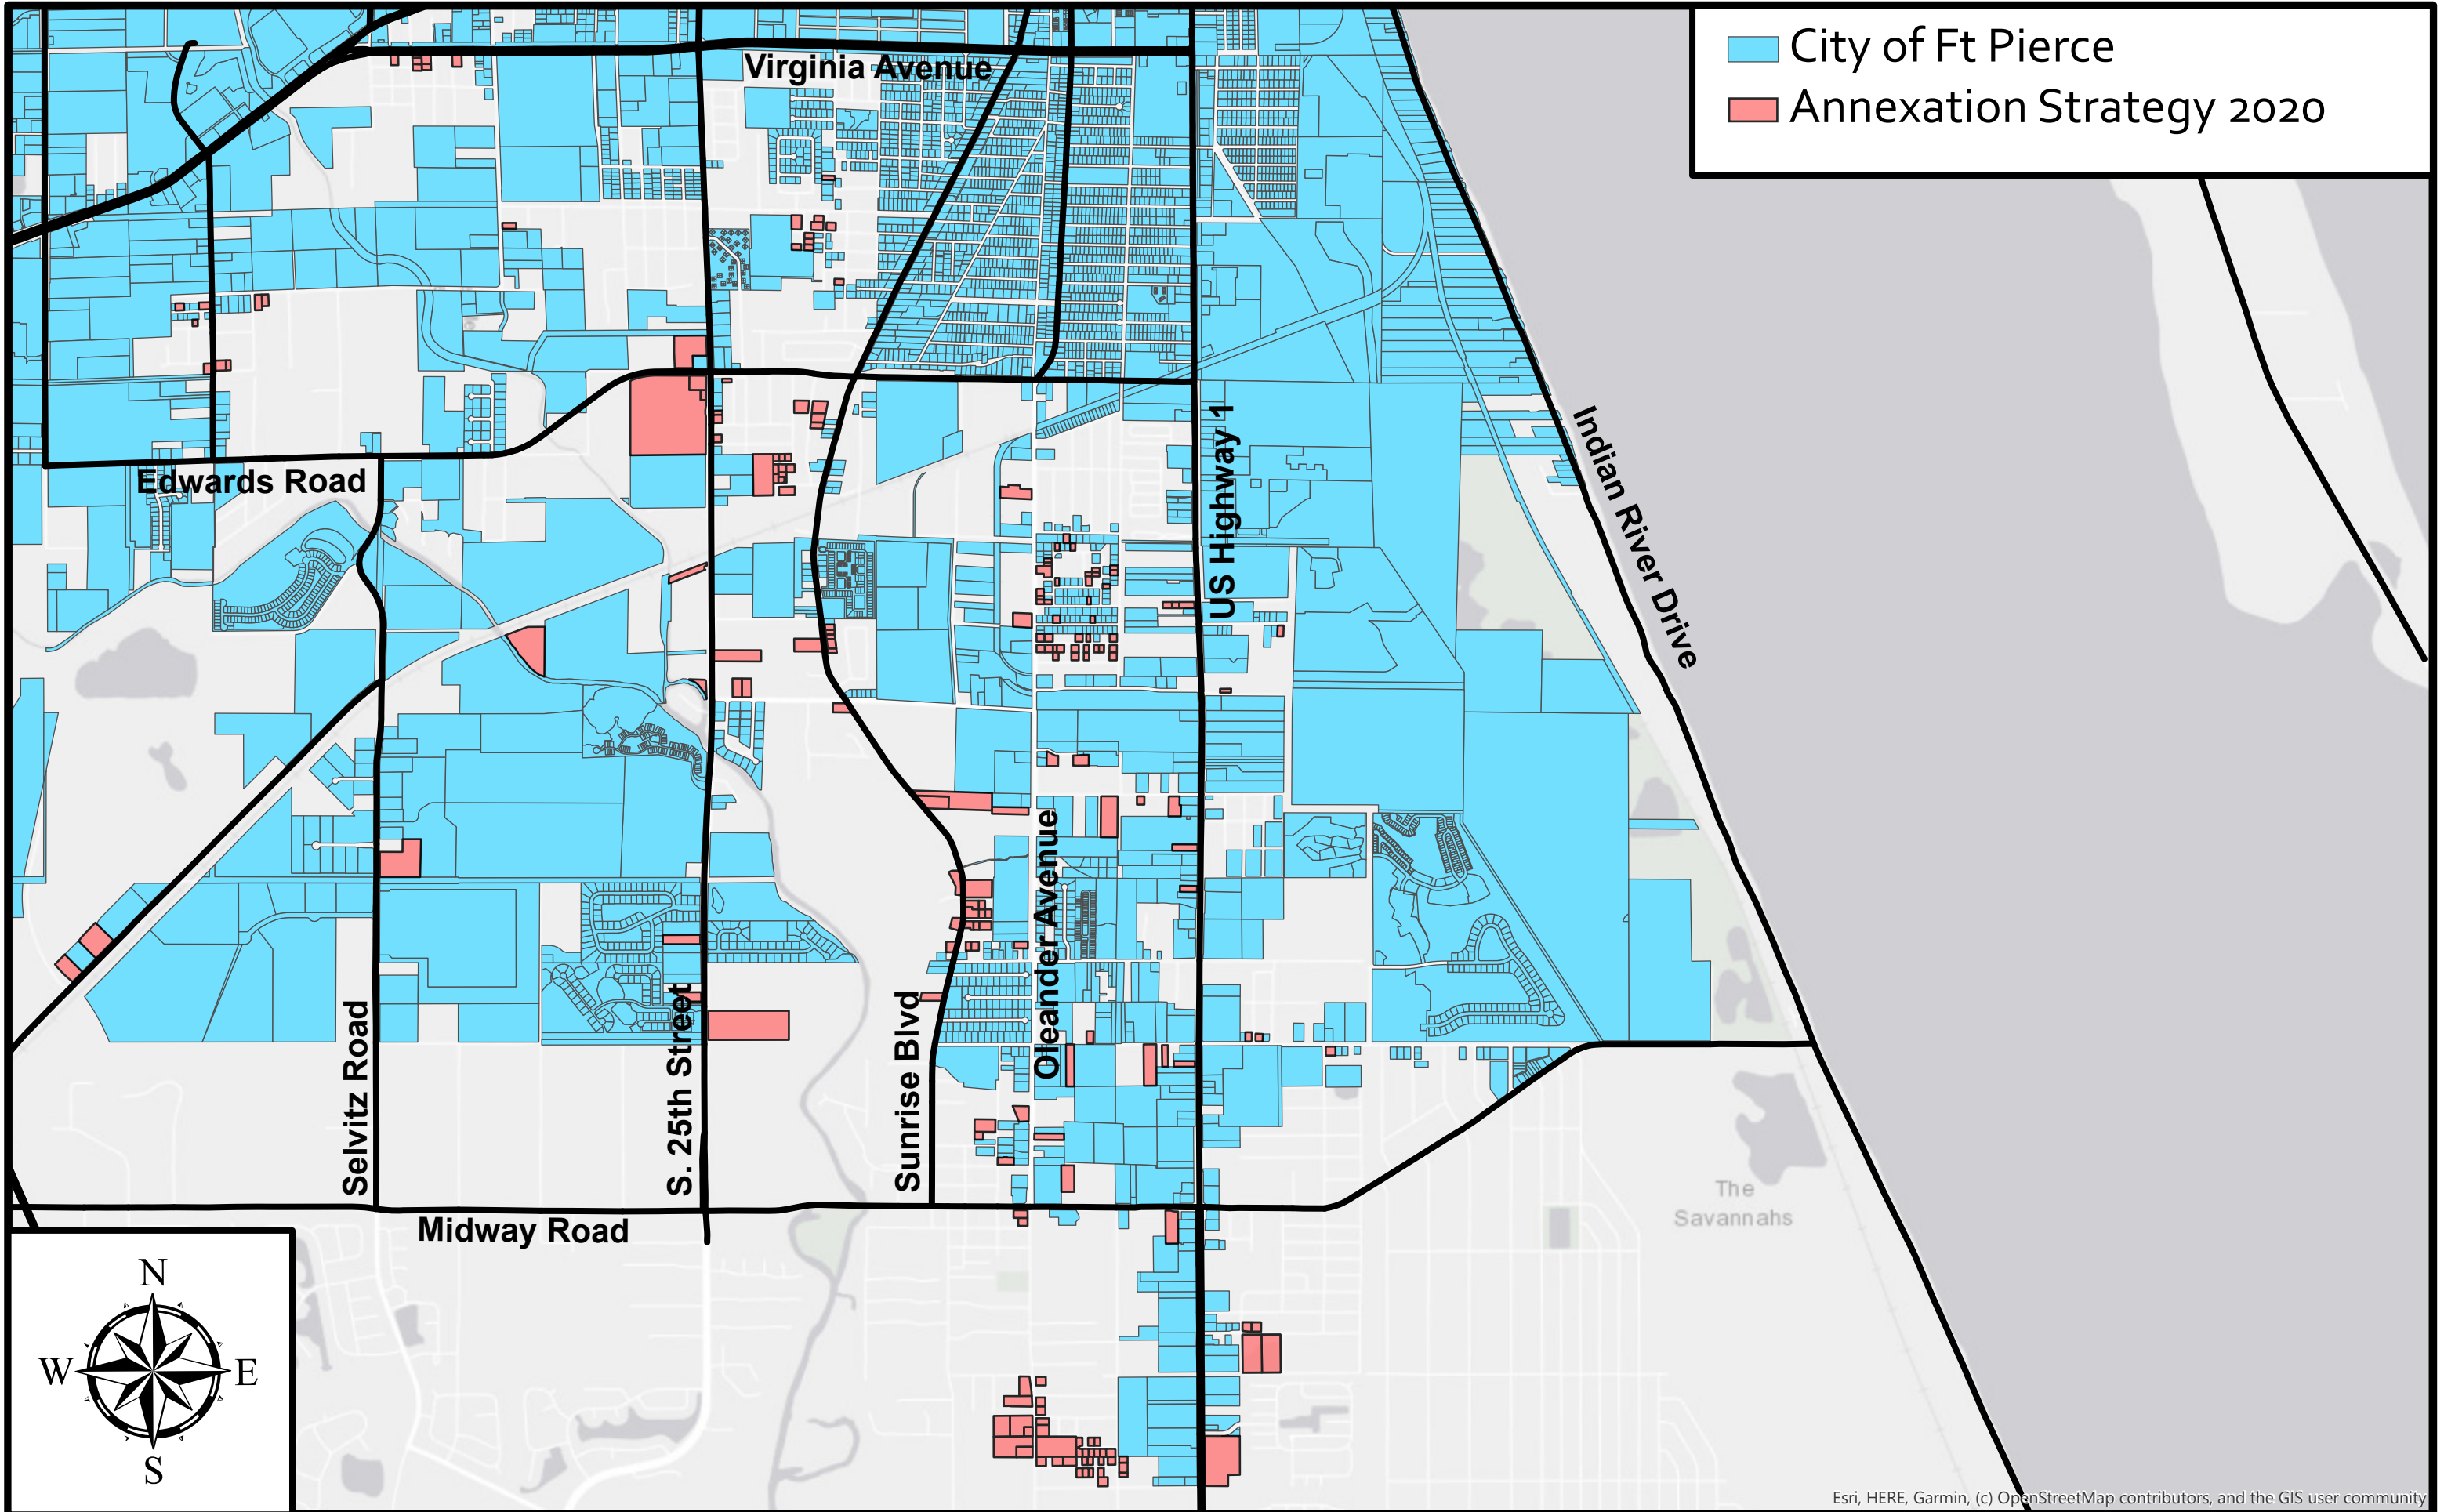 City of Ft Pierce
Annexation Strategy 2020
Virginia Avenue
Edwards Road
US Highway 1
Indian River Drive
Oleander Avenue
Selvitz Road
S. 25th Street
Sunrise Blvd
Midway Road
The
Savannahs
N
W E
S
Esri, HERE, Garmin, (c) OpenStreetMap contributors, and the GIS user community